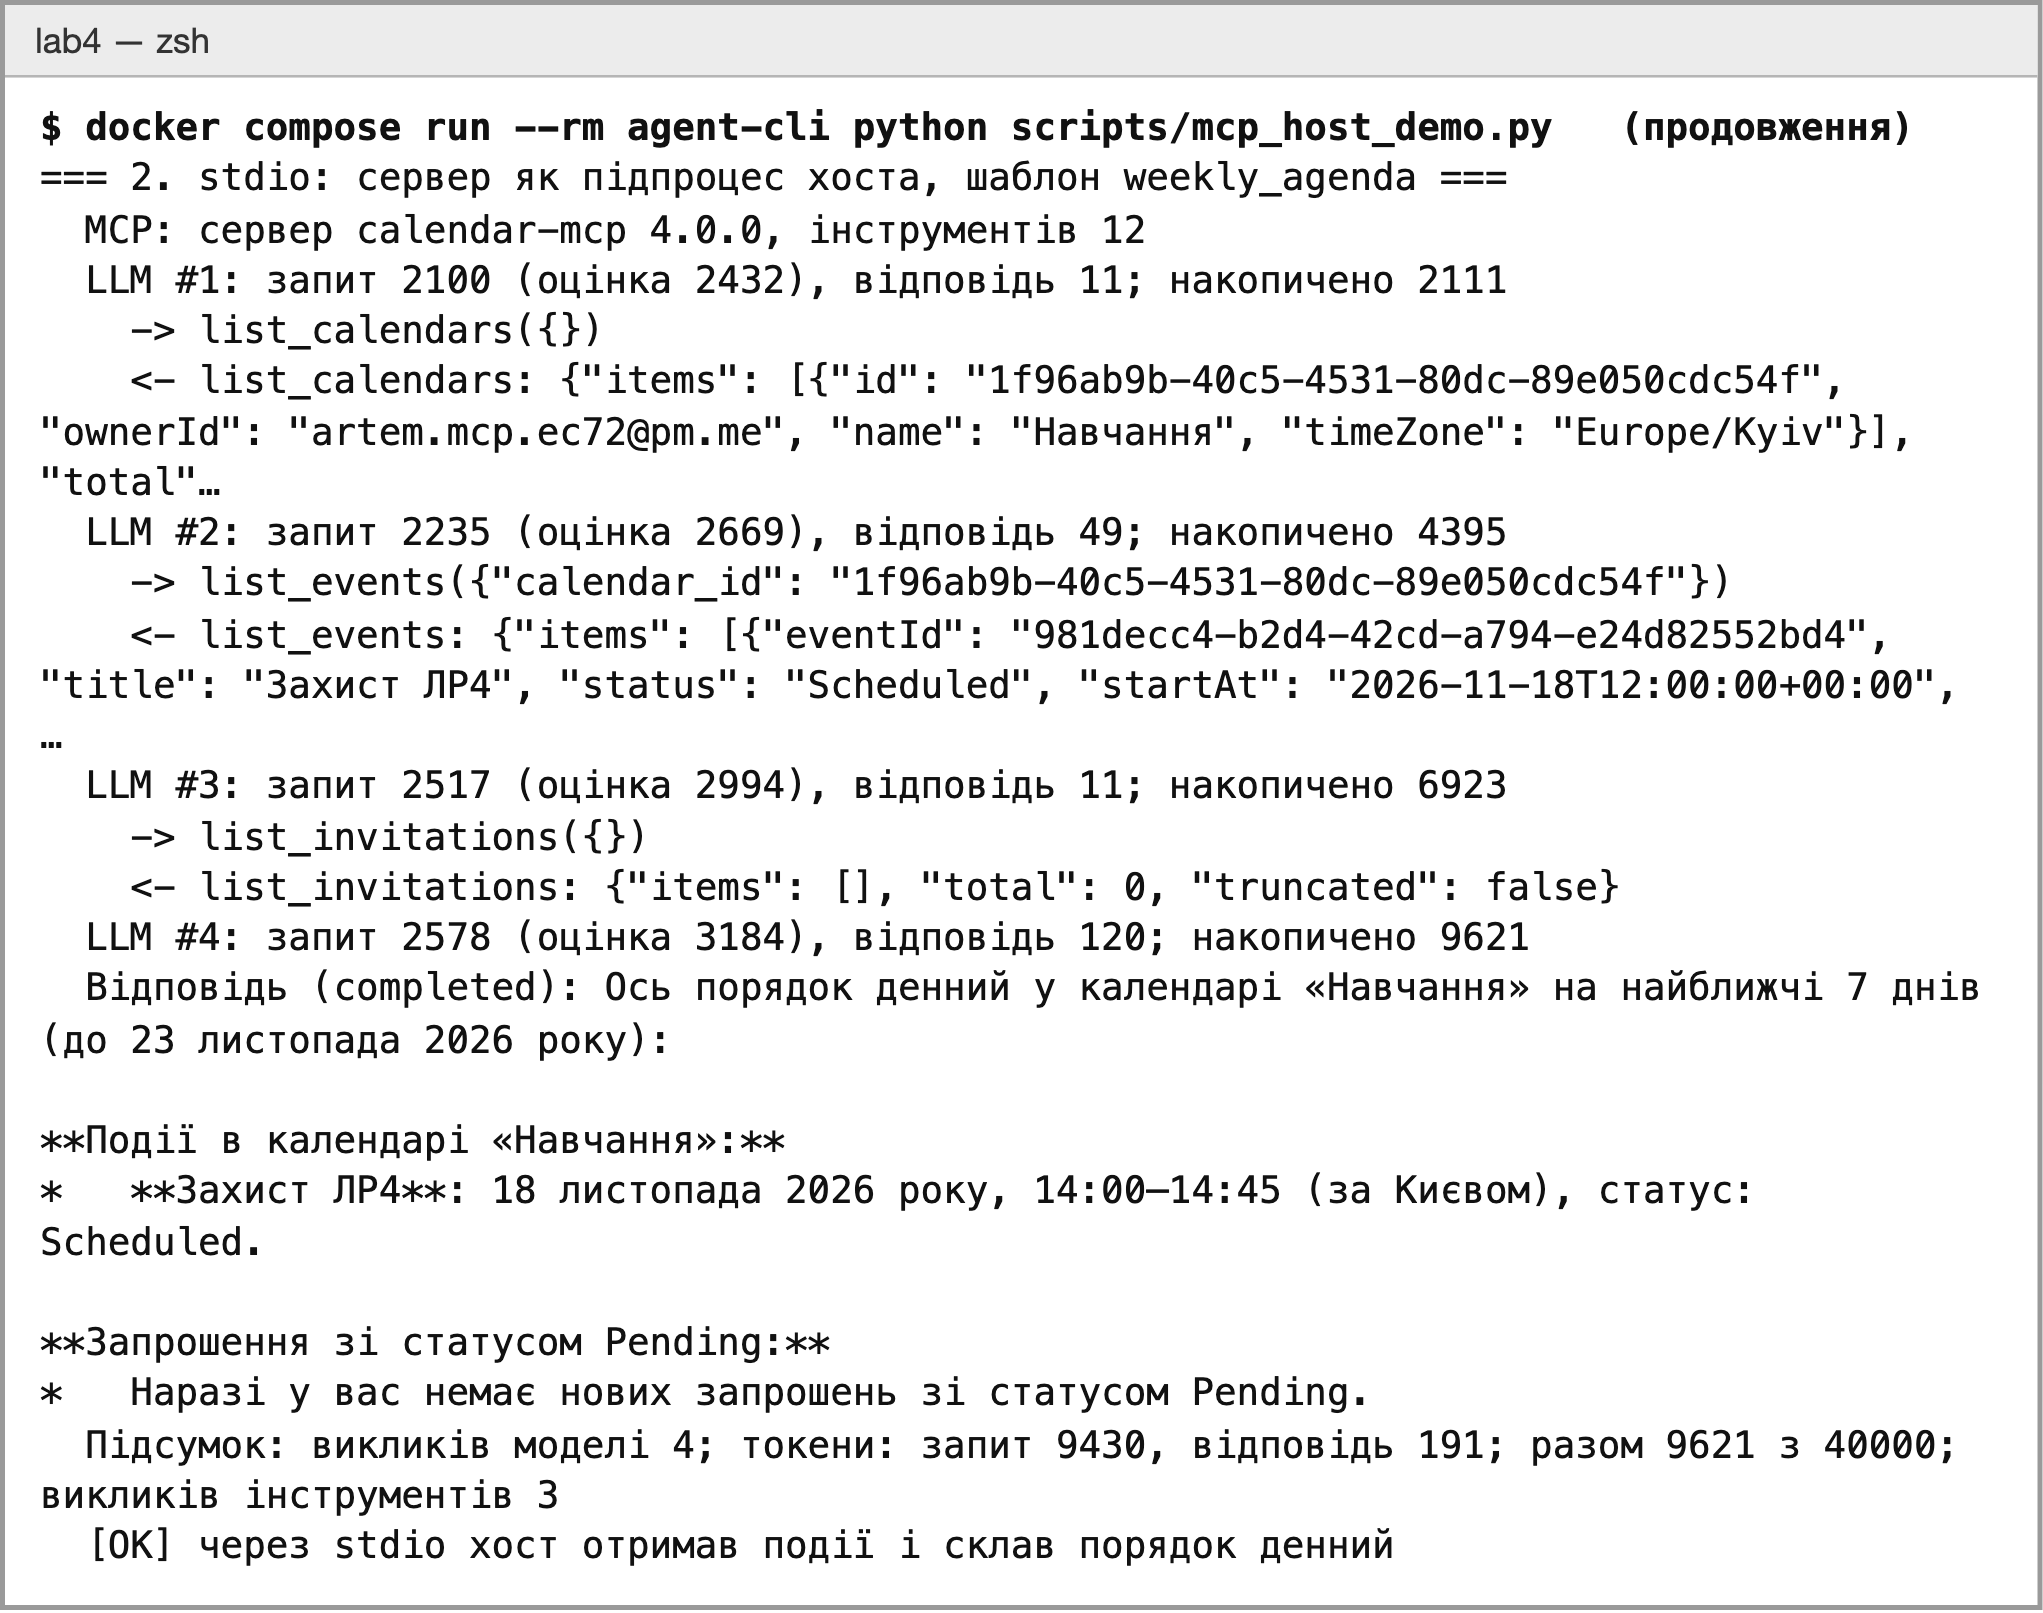 lab4 — zsh
$ docker compose run --rm agent-cli python scripts/mcp_host_demo.py   (продовження)
=== 2. stdio: сервер як підпроцес хоста, шаблон weekly_agenda ===
  MCP: сервер calendar-mcp 4.0.0, інструментів 12
  LLM #1: запит 2100 (оцінка 2432), відповідь 11; накопичено 2111
    -> list_calendars({})
    <- list_calendars: {"items": [{"id": "1f96ab9b-40c5-4531-80dc-89e050cdc54f",
"ownerId": "artem.mcp.ec72@pm.me", "name": "Навчання", "timeZone": "Europe/Kyiv"}],
"total"…
  LLM #2: запит 2235 (оцінка 2669), відповідь 49; накопичено 4395
    -> list_events({"calendar_id": "1f96ab9b-40c5-4531-80dc-89e050cdc54f"})
    <- list_events: {"items": [{"eventId": "981decc4-b2d4-42cd-a794-e24d82552bd4",
"title": "Захист ЛР4", "status": "Scheduled", "startAt": "2026-11-18T12:00:00+00:00",
…
  LLM #3: запит 2517 (оцінка 2994), відповідь 11; накопичено 6923
    -> list_invitations({})
    <- list_invitations: {"items": [], "total": 0, "truncated": false}
  LLM #4: запит 2578 (оцінка 3184), відповідь 120; накопичено 9621
  Відповідь (completed): Ось порядок денний у календарі «Навчання» на найближчі 7 днів
(до 23 листопада 2026 року):

**Події в календарі «Навчання»:**
*   **Захист ЛР4**: 18 листопада 2026 року, 14:00–14:45 (за Києвом), статус:
Scheduled.

**Запрошення зі статусом Pending:**
*   Наразі у вас немає нових запрошень зі статусом Pending.
  Підсумок: викликів моделі 4; токени: запит 9430, відповідь 191; разом 9621 з 40000;
викликів інструментів 3
  [OK] через stdio хост отримав події і склав порядок денний